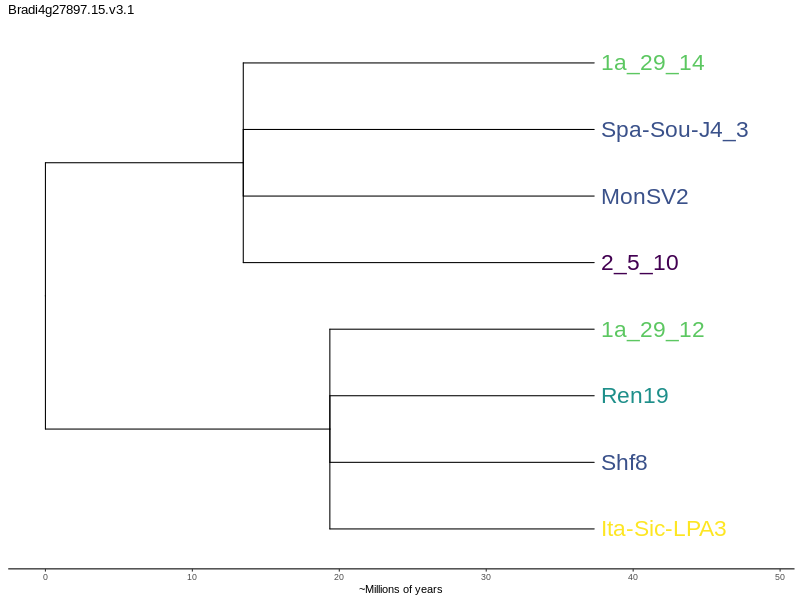 Bradi4g27897.15.v3.1
1a_29_14
Spa-Sou-J4_3
MonSV2
2_5_10
1a_29_12
Ren19
Shf8
Ita-Sic-LPA3
0 10 20 30 40 50
~Millions of years